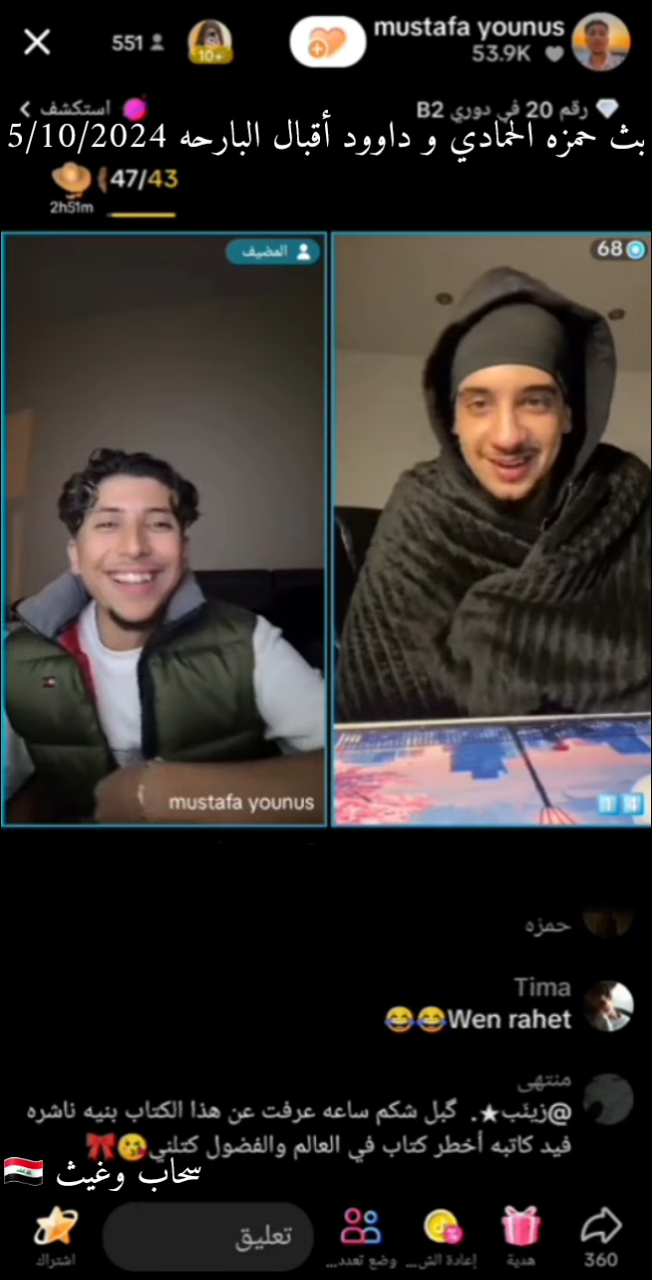 mustafa younus
53.9K
551
10+
رقم 20 في دوري B2
استكشف
بث حمزه الحمادي و داوود أقبال البارحه 5/10/2024
47/43
2h51m
المضيف
68
mustafa younus
14
حمزه
Tima
Wen rahet😂😂
منتهى
@زينَب★. گبل شكم ساعه عرفت عن هذا الكتاب بنيه ناشره
فيد كاتبه أخطر كتاب في العالم والفضول كتلني😘🎀
سحاب وغيث 🇮🇶
اشتراك
تعليق
وضع تعدد...
إعادة الش...
هدية
360